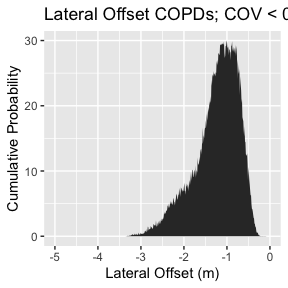 Lateral Offset COPDs; COV < 0
30
20
10
0
Cumulative Probability
-5 -4 -3 -2 -1 0
Lateral Offset (m)